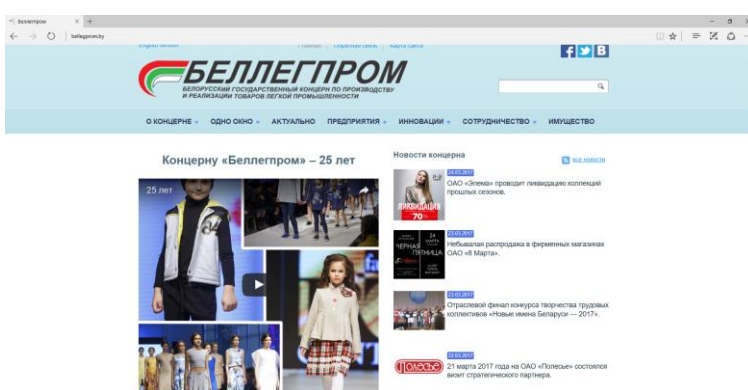 Беллегпром
bellegprom.by
English version
Главная
Обратная связь
Карта сайта
БЕЛЛЕГПРОМ
БЕЛОРУССКИЙ ГОСУДАРСТВЕННЫЙ КОНЦЕРН ПО ПРОИЗВОДСТВУ
И РЕАЛИЗАЦИИ ТОВАРОВ ЛЕГКОЙ ПРОМЫШЛЕННОСТИ
О КОНЦЕРНЕ ОДНО ОКНО АКТУАЛЬНО ПРЕДПРИЯТИЯ ИННОВАЦИИ СОТРУДНИЧЕСТВО ИМУЩЕСТВО
Концерну «Беллегпром» – 25 лет
25 лет
Новости концерна
все новости
24.03.2017
ОАО «Элема» проводит ликвидацию коллекций
прошлых сезонов.
ЛИКВИДАЦИЯ
70%
Небывалая распродажа в фирменных магазинах
ОАО «8 Марта».
ЧЕРНАЯ
ПЯТНИЦА
24
МАРТА
23.03.2017
Отраслевой финал конкурса творчества трудовых
коллективов «Новые имена Беларуси — 2017».
22.03.2017
21 марта 2017 года на ОАО «Полесье» состоялся
визит стратегического партнера.
ПОЛЕСЬЕ